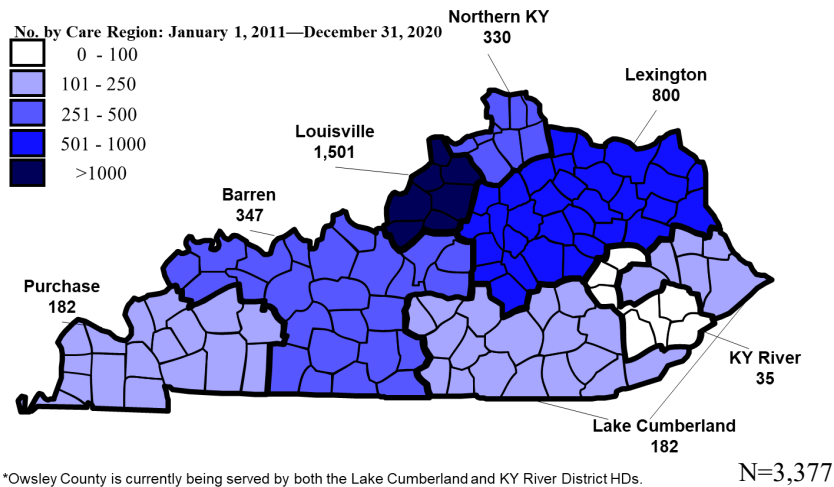 No. by Care Region: January 1, 2011—December 31, 2020
0 - 100
101 - 250
251 - 500
501 - 1000
>1000
Northern KY
330
Lexington
800
Louisville
1,501
Barren
347
Purchase
182
KY River
35
Lake Cumberland
182
N=3,377
*Owsley County is currently being served by both the Lake Cumberland and KY River District HDs.